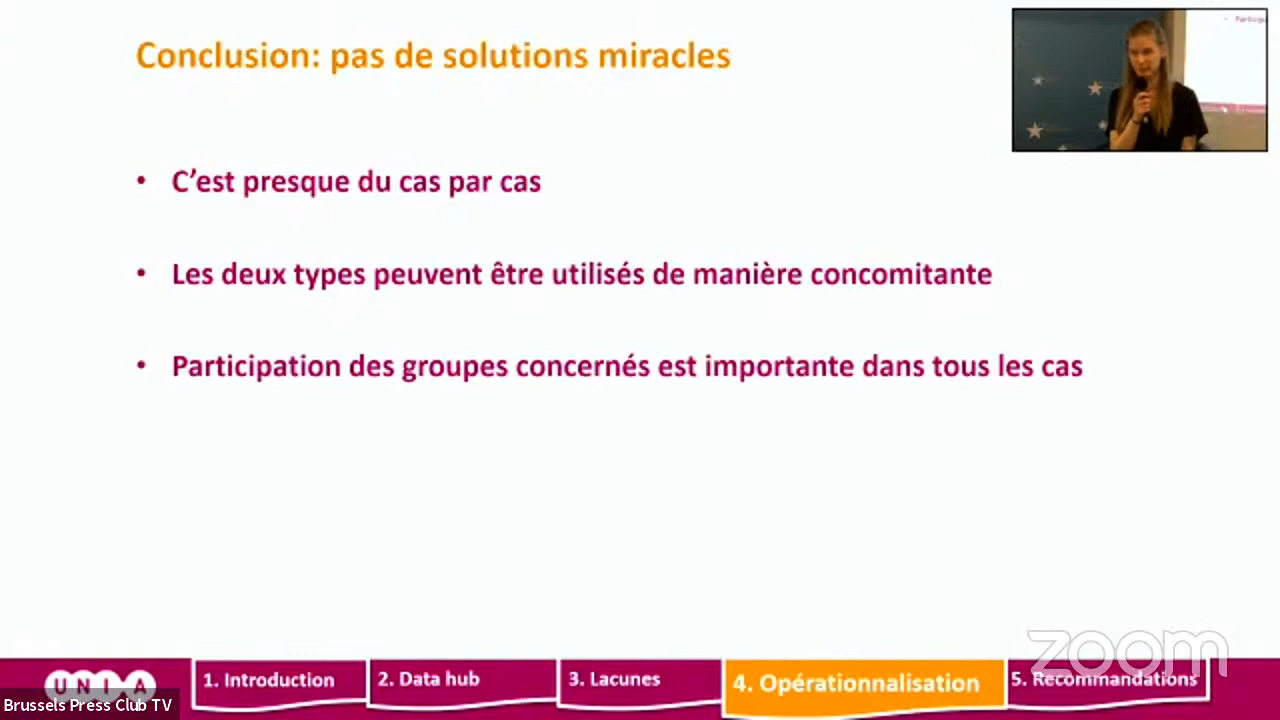 Conclusion: pas de solutions miracles
• C’est presque du cas par cas
• Les deux types peuvent être utilisés de manière concomitante
• Participation des groupes concernés est importante dans tous les cas
zoom
UNIA
1. Introduction
2. Data hub
3. Lacunes
4. Opérationnalisation
5. Recommandations
Brussels Press Club TV